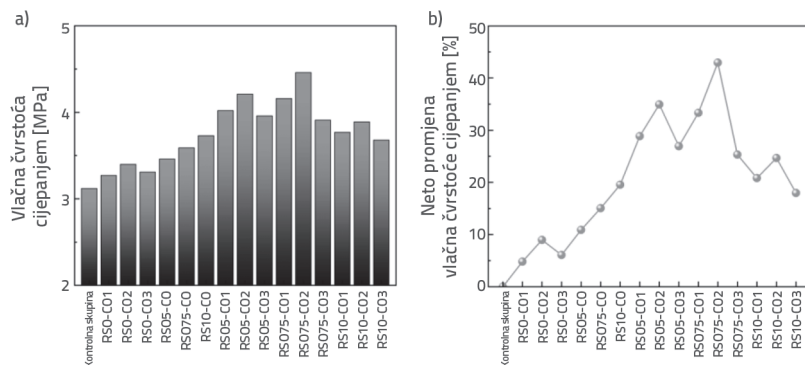 a)
Vlačna čvrstoća
cijepanjem [MPa]
5
4
3
2
Kontrolna skupina
RS0-C01
RS0-C02
RS0-C03
RS05-C0
RS075-C0
RS10-C0
RS05-C01
RS05-C02
RS05-C03
RS075-C01
RS075-C02
RS075-C03
RS10-C01
RS10-C02
RS10-C03
b)
Neto promjena
vlačna čvrstoće cijepanjem [%]
50
40
30
20
10
0
Kontrolna skupina
RS0-C01
RS0-C02
RS0-C03
RS05-C0
RS075-C0
RS10-C0
RS05-C01
RS05-C02
RS05-C03
RS075-C01
RS075-C02
RS075-C03
RS10-C01
RS10-C02
RS10-C03